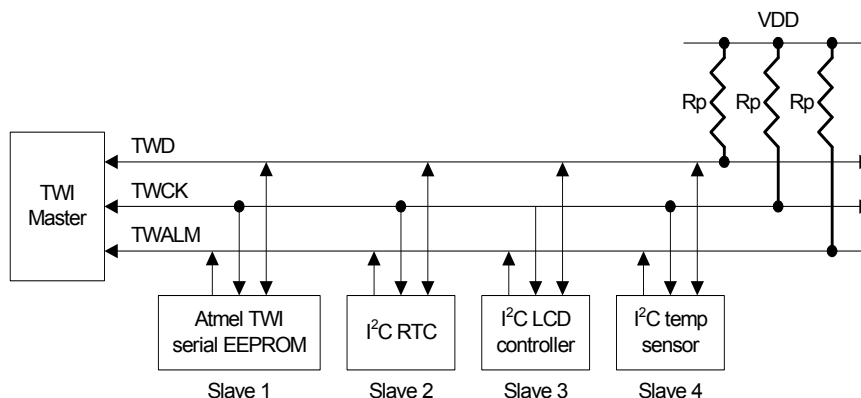 VDD
Rp Rp Rp
TWD
TWI
Master
TWCK
TWALM
Atmel TWI
serial EEPROM
I²C RTC
I²C LCD
controller
I²C temp
sensor
Slave 1 Slave 2 Slave 3 Slave 4